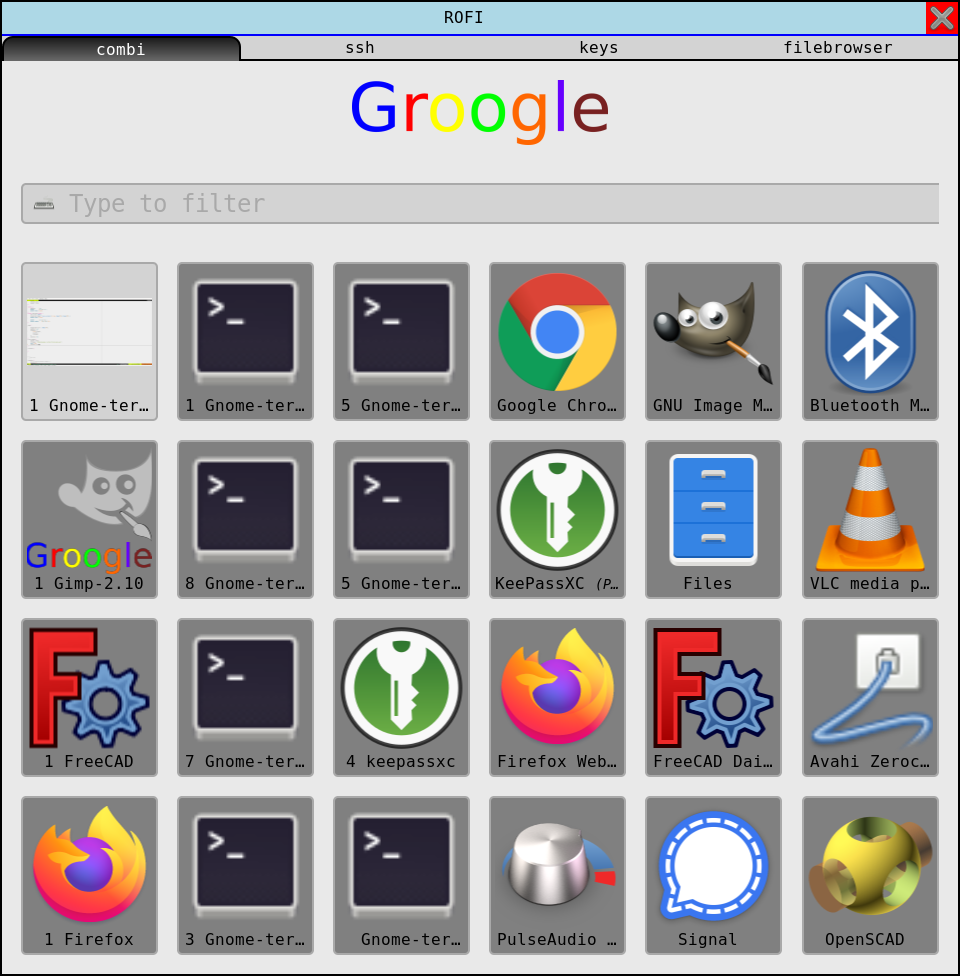 ROFI
combi ssh keys filebrowser
Groogle
Type to filter
1 Gnome-ter… 1 Gnome-ter… 5 Gnome-ter… Google Chro… GNU Image M… Bluetooth M…
Groogle
1 Gimp-2.10 8 Gnome-ter… 5 Gnome-ter… KeePassXC (P… Files VLC media p…
1 FreeCAD 7 Gnome-ter… 4 keepassxc Firefox Web… FreeCAD Dai… Avahi Zeroc…
1 Firefox 3 Gnome-ter… Gnome-ter… PulseAudio … Signal OpenSCAD